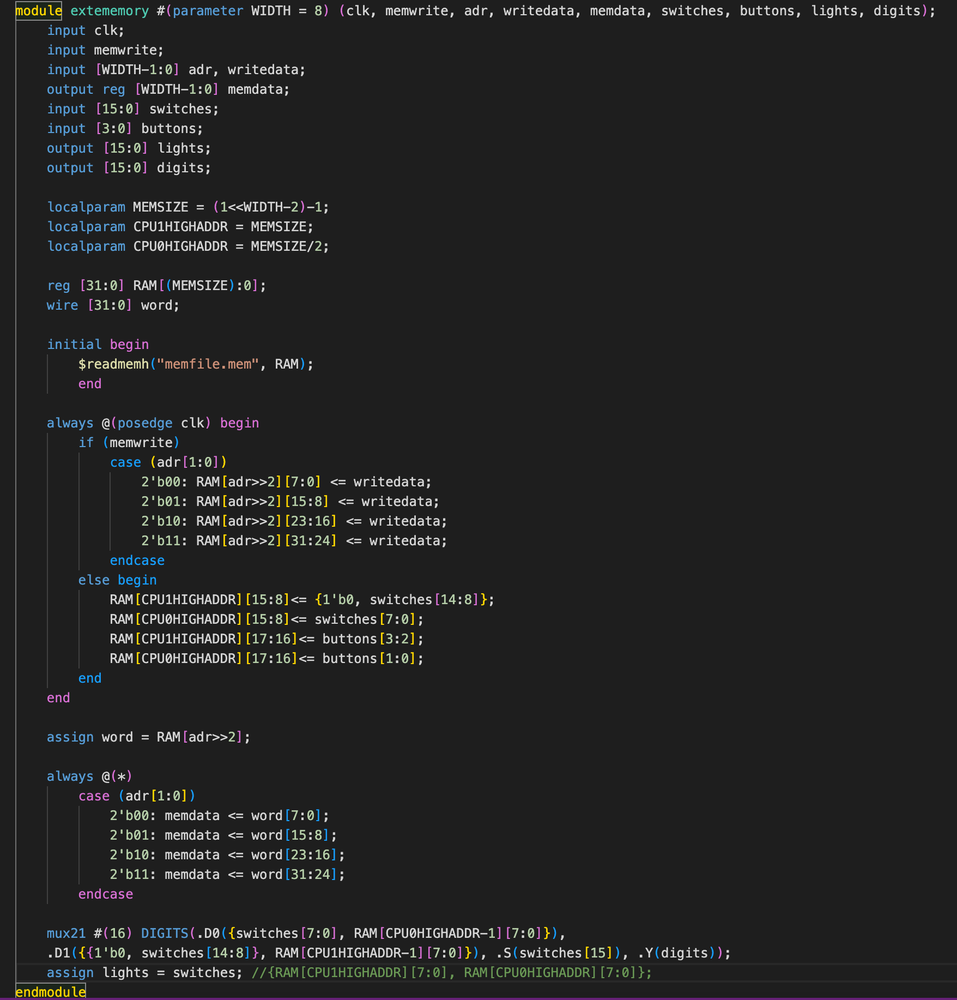 module extememory #(parameter WIDTH = 8) (clk, memwrite, adr, writedata, memdata, switches, buttons, lights, digits);
    input clk;
    input memwrite;
    input [WIDTH-1:0] adr, writedata;
    output reg [WIDTH-1:0] memdata;
    input [15:0] switches;
    input [3:0] buttons;
    output [15:0] lights;
    output [15:0] digits;

    localparam MEMSIZE = (1<<WIDTH-2)-1;
    localparam CPU1HIGHADDR = MEMSIZE;
    localparam CPU0HIGHADDR = MEMSIZE/2;

    reg [31:0] RAM[(MEMSIZE):0];
    wire [31:0] word;

    initial begin
        $readmemh("memfile.mem", RAM);
        end

    always @(posedge clk) begin
        if (memwrite)
            case (adr[1:0])
                2'b00: RAM[adr>>2][7:0] <= writedata;
                2'b01: RAM[adr>>2][15:8] <= writedata;
                2'b10: RAM[adr>>2][23:16] <= writedata;
                2'b11: RAM[adr>>2][31:24] <= writedata;
            endcase
        else begin
            RAM[CPU1HIGHADDR][15:8]<= {1'b0, switches[14:8]};
            RAM[CPU0HIGHADDR][15:8]<= switches[7:0];
            RAM[CPU1HIGHADDR][17:16]<= buttons[3:2];
            RAM[CPU0HIGHADDR][17:16]<= buttons[1:0];
        end
    end

    assign word = RAM[adr>>2];

    always @(*)
        case (adr[1:0])
            2'b00: memdata <= word[7:0];
            2'b01: memdata <= word[15:8];
            2'b10: memdata <= word[23:16];
            2'b11: memdata <= word[31:24];
        endcase

    mux21 #(16) DIGITS(.D0({switches[7:0], RAM[CPU0HIGHADDR-1][7:0]}),
    .D1({{1'b0, switches[14:8]}, RAM[CPU1HIGHADDR-1][7:0]}), .S(switches[15]), .Y(digits));
    assign lights = switches; //{RAM[CPU1HIGHADDR][7:0], RAM[CPU0HIGHADDR][7:0]};
endmodule